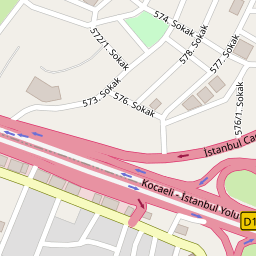 574. Sokak
572/1. Sokak
578. Sokak
577. Sokak
573. Sokak
576. Sokak
576/1. Sokak
İstanbul Ca
Kocaeli - İstanbul Yolu
D1